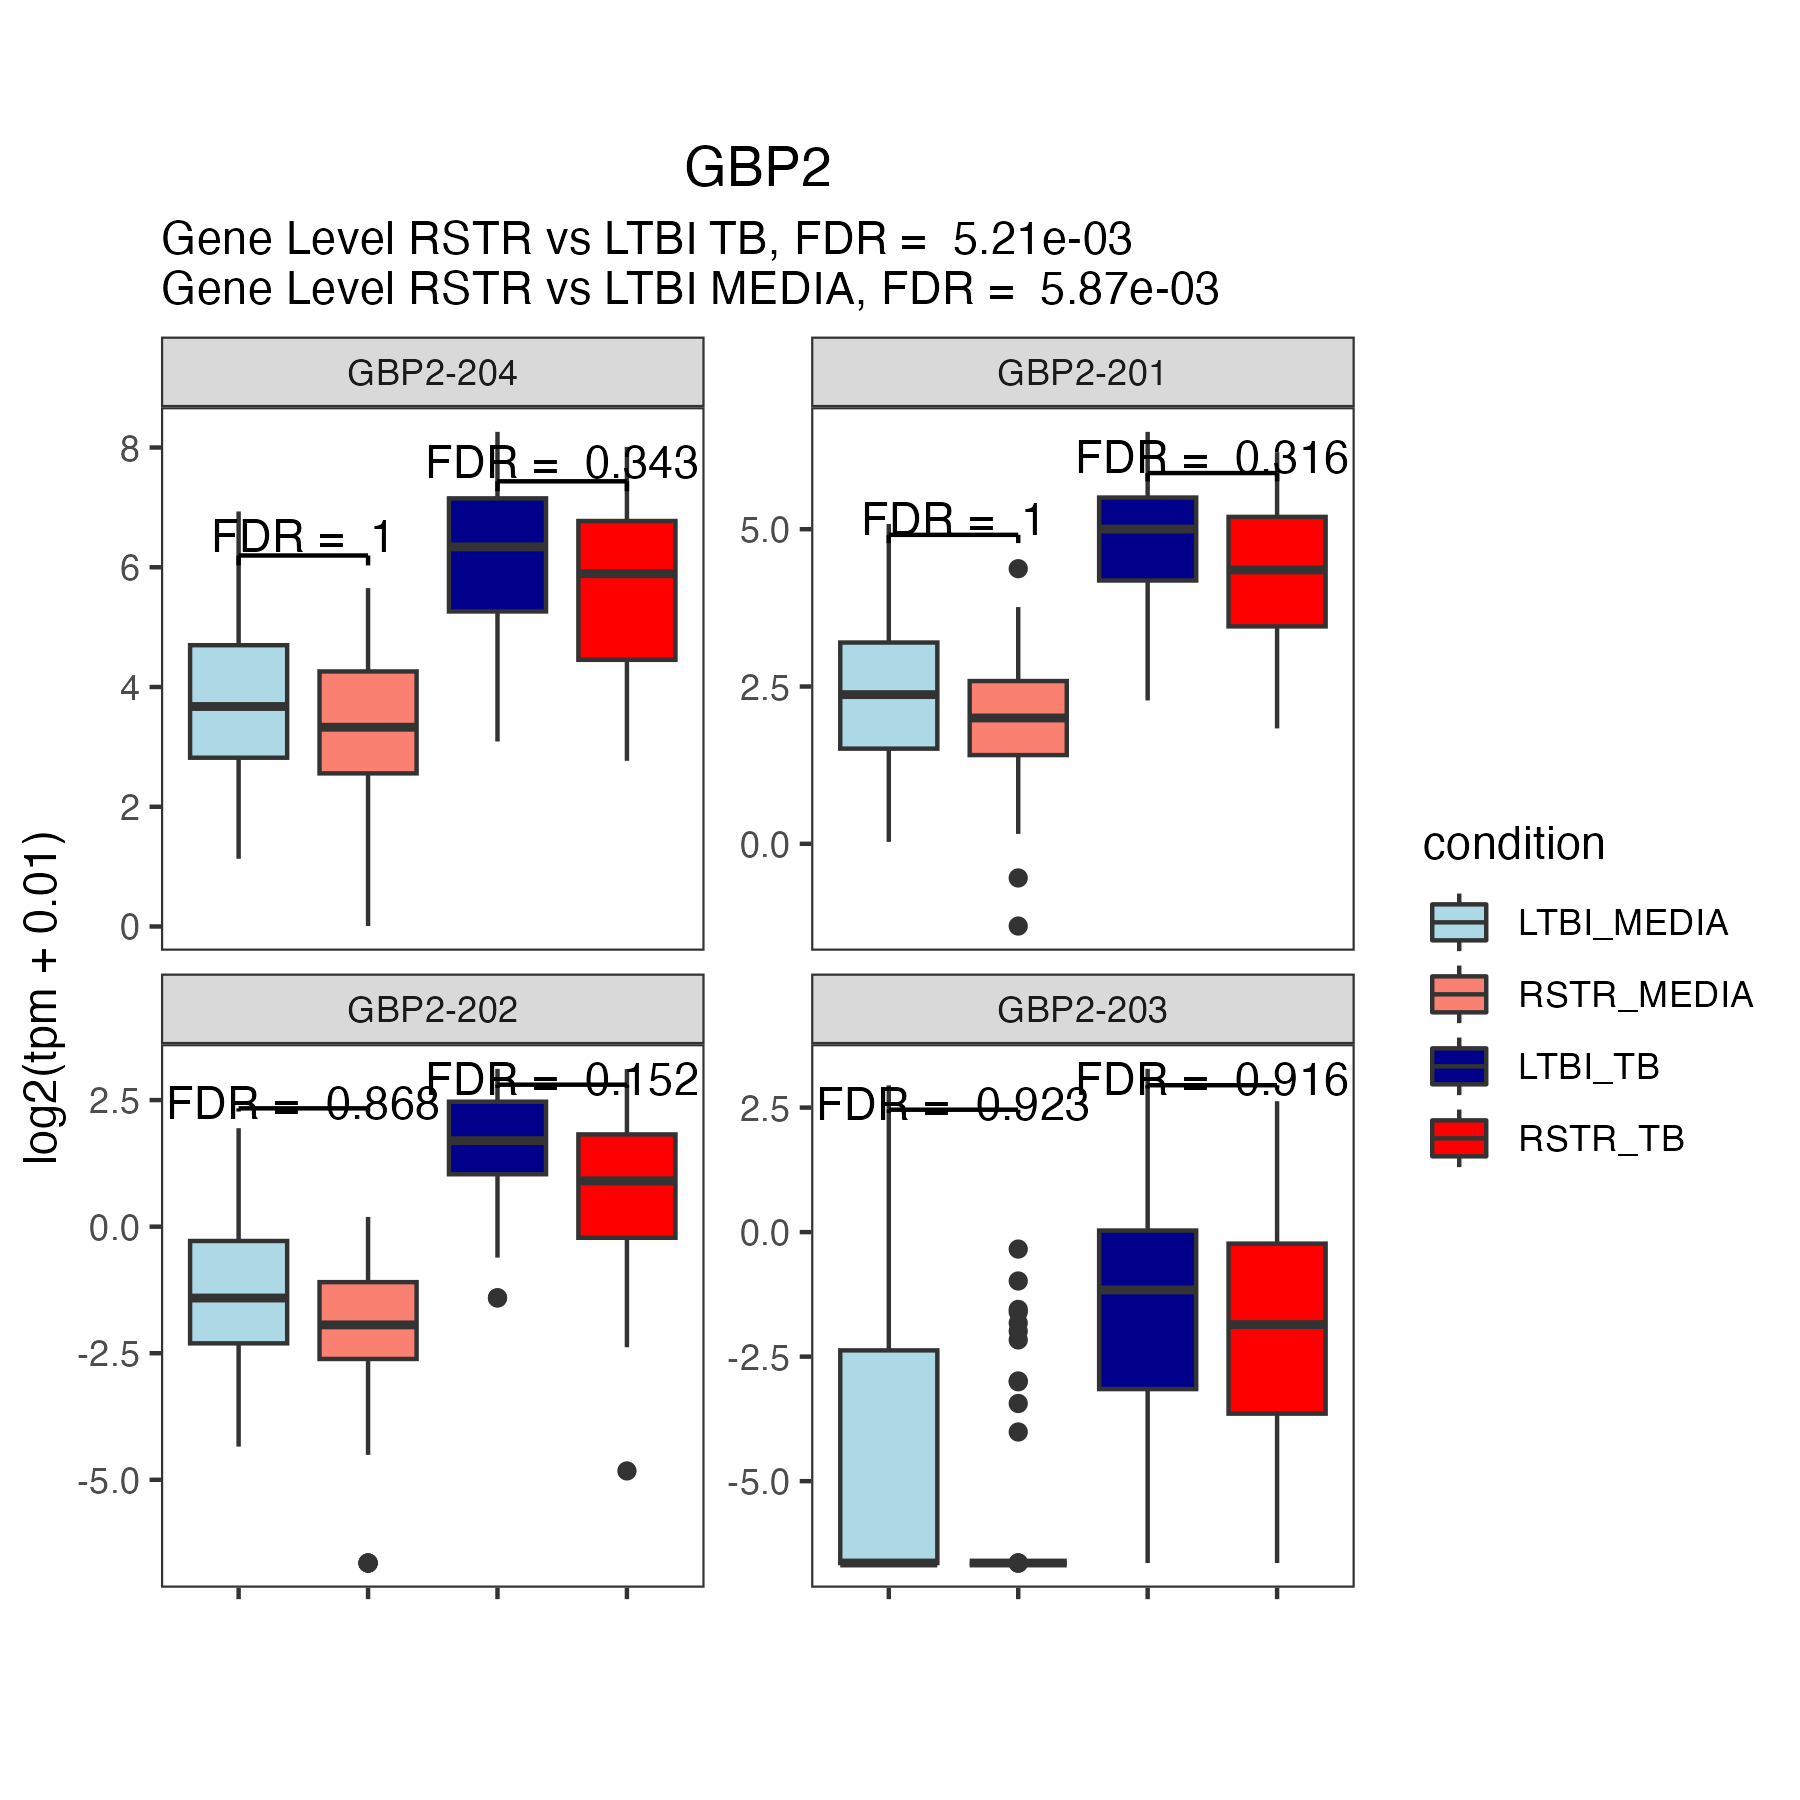 GBP2
Gene Level RSTR vs LTBI TB, FDR =  5.21e-03
Gene Level RSTR vs LTBI MEDIA, FDR =  5.87e-03
GBP2-204
GBP2-201
FDR =  1
FDR =  0.343
8
6
4
2
0
FDR =  1
FDR =  0.316
5.0
2.5
0.0
GBP2-202
GBP2-203
FDR =  0.868
FDR =  0.152
2.5
0.0
-2.5
-5.0
FDR =  0.923
FDR =  0.916
2.5
0.0
-2.5
-5.0
log2(tpm + 0.01)
condition
LTBI_MEDIA
RSTR_MEDIA
LTBI_TB
RSTR_TB